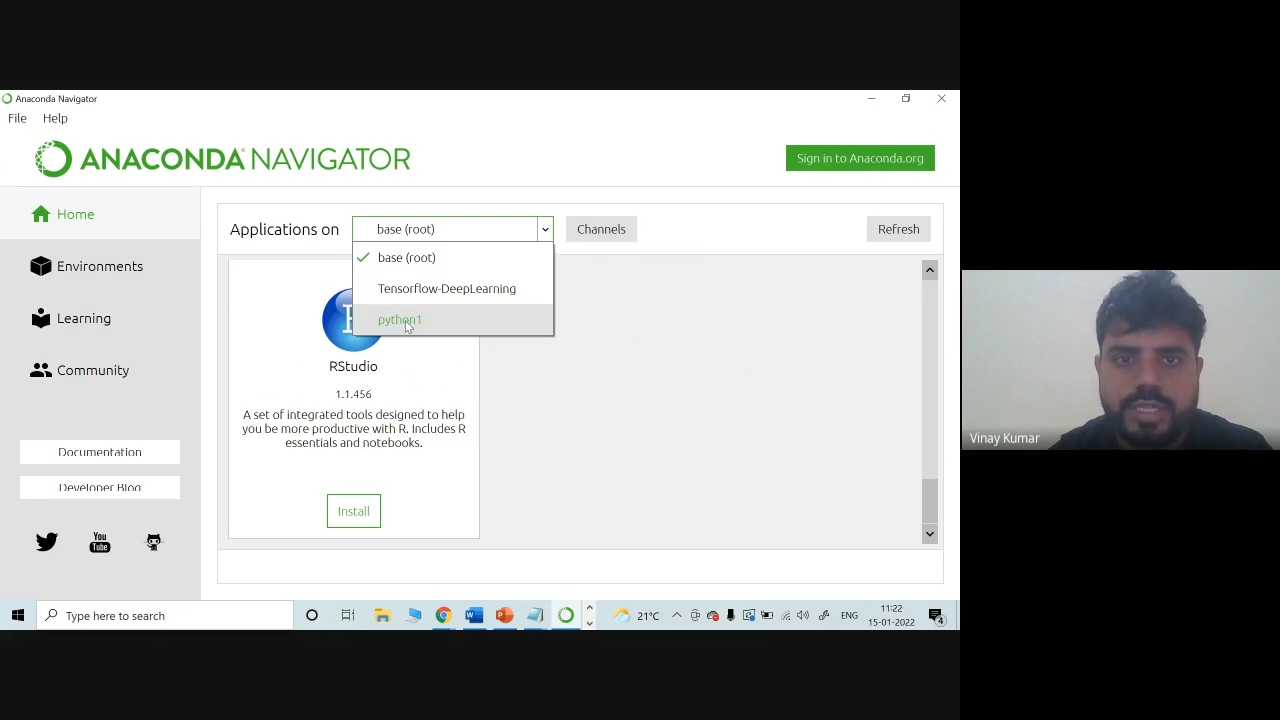 Anaconda Navigator
File Help
ANACONDA NAVIGATOR
Sign in to Anaconda.org
Home
Environments
Learning
Community
Documentation
Developer Blog
You
Tube
Applications on
base (root)
Channels
Refresh
base (root)
Tensorflow-DeepLearning
python1
R
RStudio
1.1.456
A set of integrated tools designed to help
you be more productive with R. Includes R
essentials and notebooks.
Install
Type here to search
21°C
ENG
11:22
15-01-2022
4
Vinay Kumar